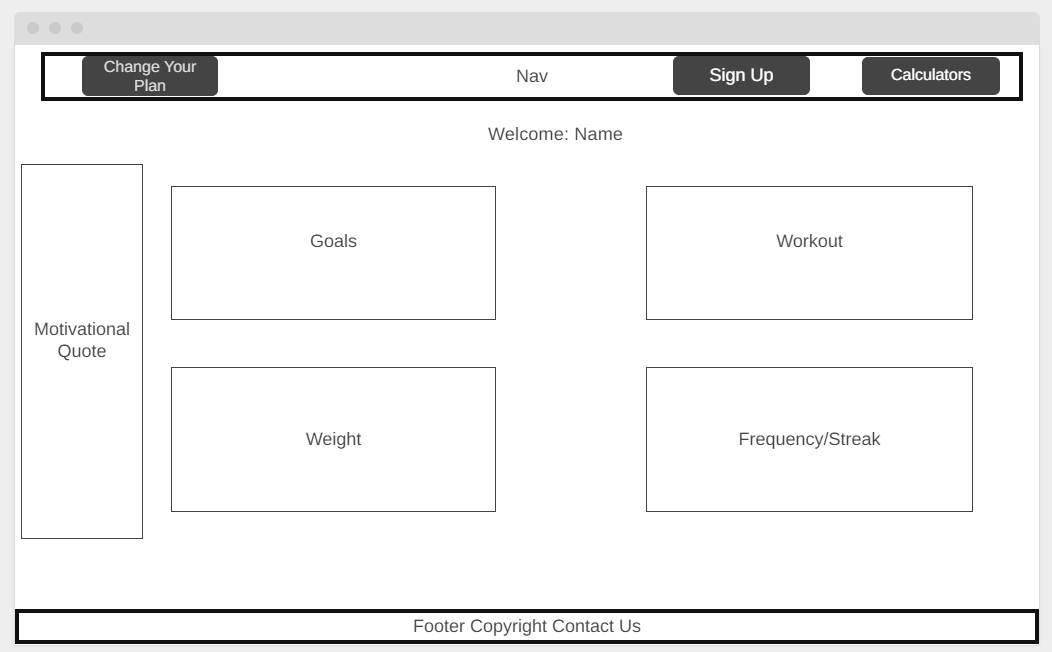 Change Your
Plan
Nav
Sign Up
Calculators
Welcome: Name
Motivational
Quote
Goals
Workout
Weight
Frequency/Streak
Footer Copyright Contact Us